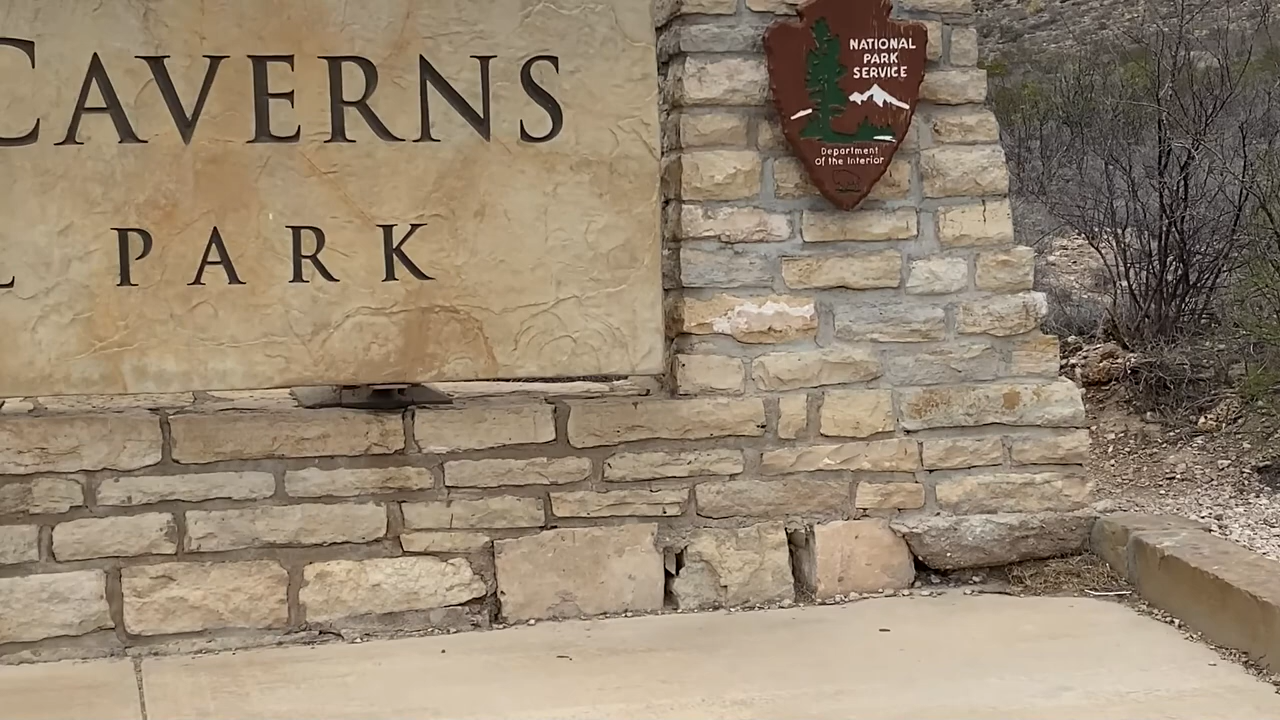 CAVERNS
L PARK
NATIONAL
PARK
SERVICE
Department
of the Interior